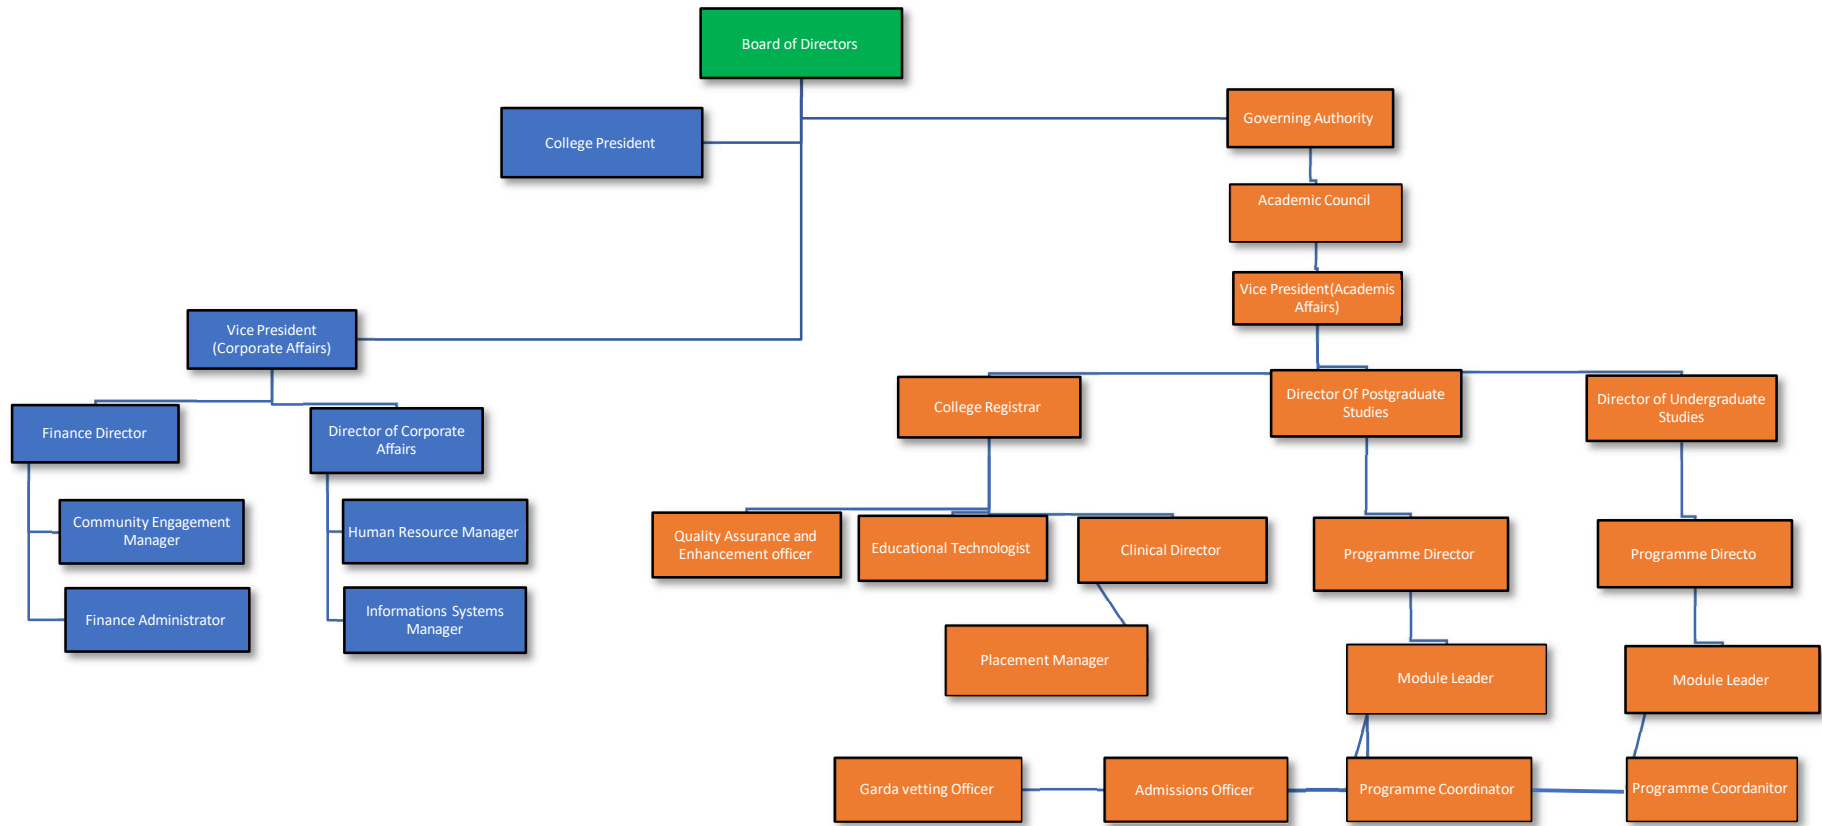 Board of Directors
College President
Governing Authority
Academic Council
Vice President(Academis
Affairs)
Vice President
(Corporate Affairs)
Finance Director
Director of Corporate
Affairs
College Registrar
Director Of Postgraduate
Studies
Director of Undergraduate
Studies
Community Engagement
Manager
Human Resource Manager
Quality Assurance and
Enhancement officer
Educational Technologist
Clinical Director
Programme Director
Programme Directo
Finance Administrator
Informations Systems
Manager
Placement Manager
Module Leader
Module Leader
Garda vetting Officer
Admissions Officer
Programme Coordinator
Programme Coordanitor